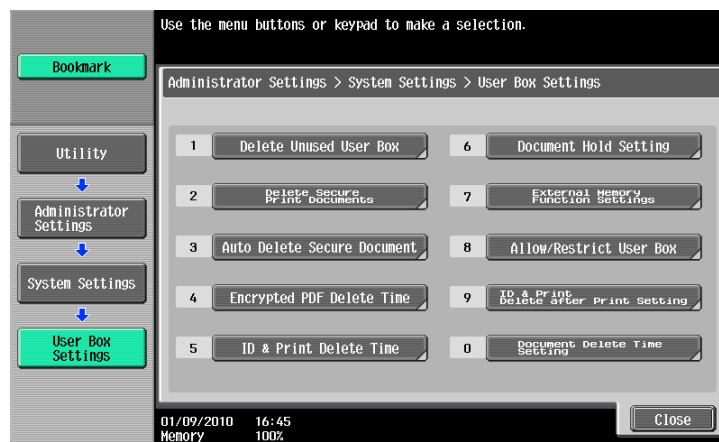 Use the menu buttons or keypad to make a selection.
Bookmark
Administrator Settings > System Settings > User Box Settings
Utility
Administrator
Settings
System Settings
User Box
Settings
1 Delete Unused User Box
2 Delete Secure
Print Documents
3 Auto Delete Secure Document
4 Encrypted PDF Delete Time
5 ID & Print Delete Time
6 Document Hold Setting
7 External Memory
Function Settings
8 Allow/Restrict User Box
9 ID & Print
Delete after Print Setting
0 Document Delete Time
Setting
01/09/2010 16:45
Memory 100%
Close